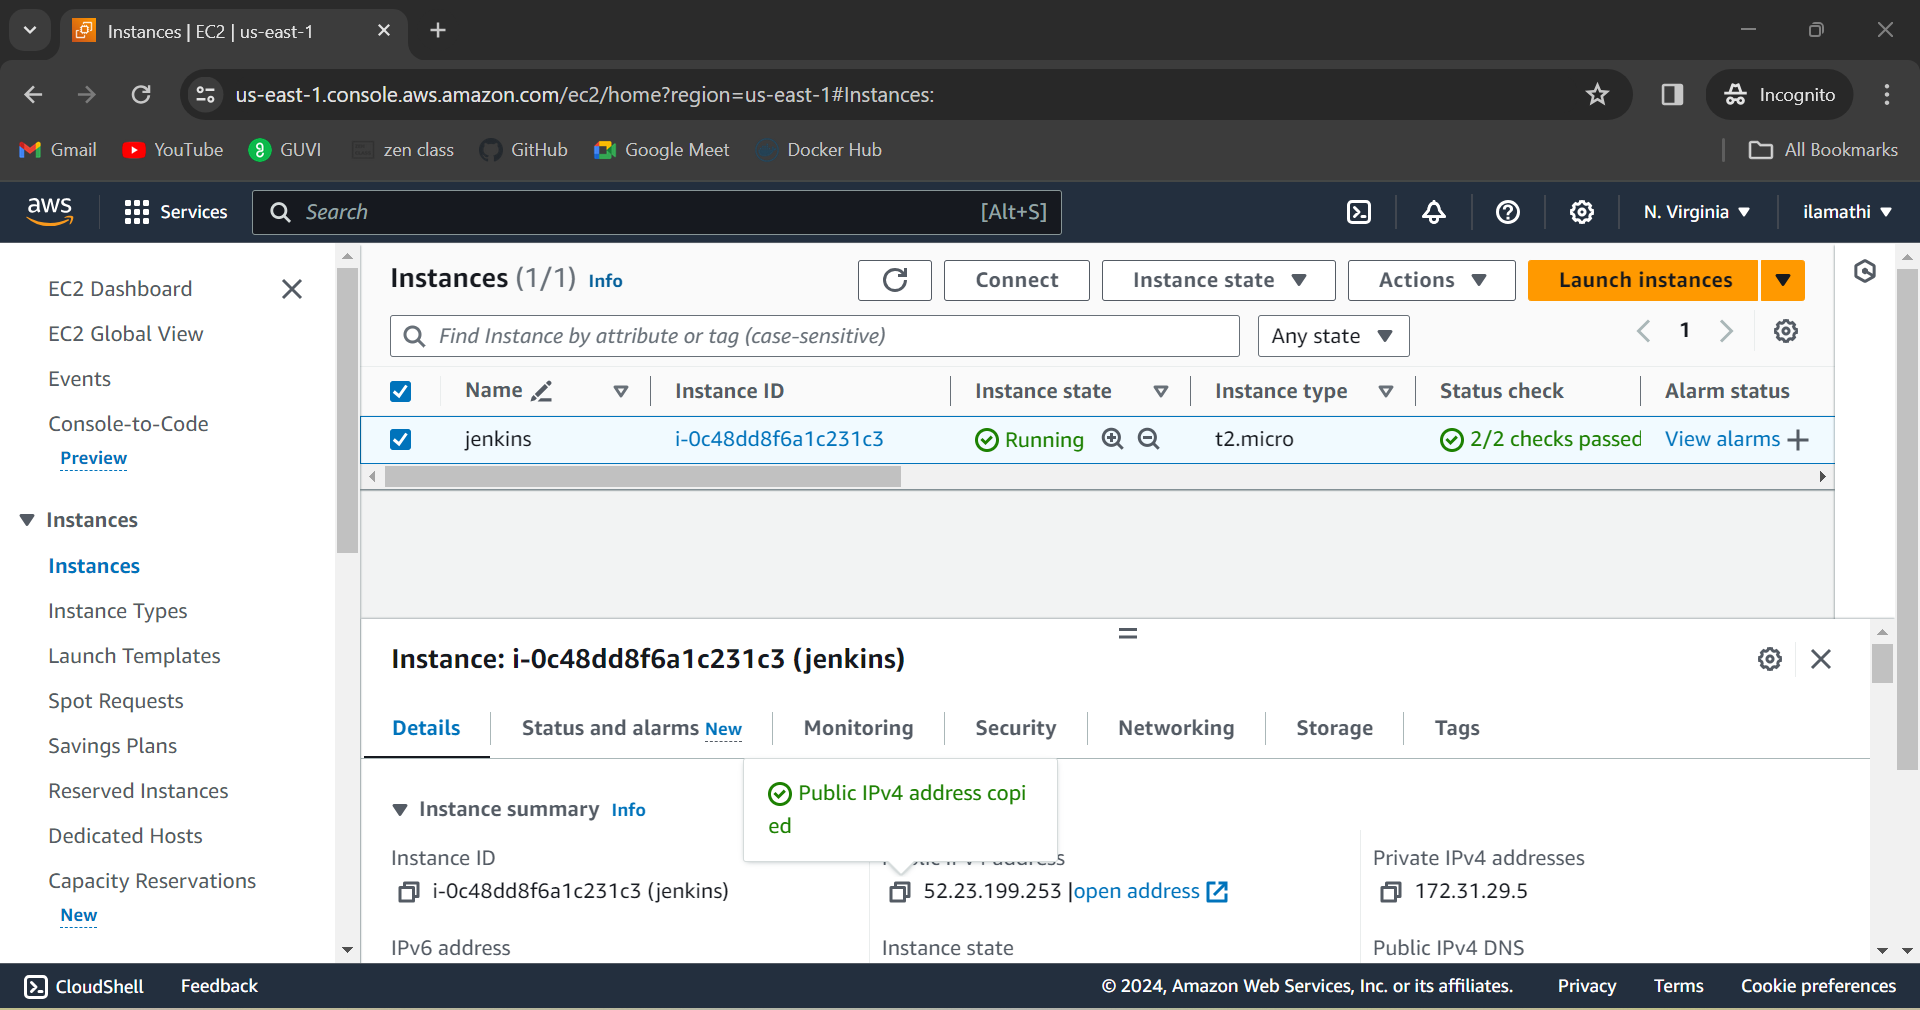 Instances | EC2 | us-east-1
us-east-1.console.aws.amazon.com/ec2/home?region=us-east-1#Instances:
Incognito
Gmail YouTube GUVI zen class GitHub Google Meet Docker Hub All Bookmarks
aws Services Search [Alt+S] N. Virginia ilamathi
EC2 Dashboard
EC2 Global View
Events
Console-to-Code
Preview
Instances
Instances
Instance Types
Launch Templates
Spot Requests
Savings Plans
Reserved Instances
Dedicated Hosts
Capacity Reservations
New
Instances (1/1) Info Connect Instance state Actions Launch instances
Find Instance by attribute or tag (case-sensitive) Any state 1
Name Instance ID Instance state Instance type Status check Alarm status
jenkins i-0c48dd8f6a1c231c3 Running t2.micro 2/2 checks passed View alarms
Instance: i-0c48dd8f6a1c231c3 (jenkins)
Details Status and alarms New Monitoring Security Networking Storage Tags
Public IPv4 address copi
ed
Instance summary Info
Instance ID
i-0c48dd8f6a1c231c3 (jenkins)
52.23.199.253 |open address
Private IPv4 addresses
172.31.29.5
IPv6 address
Instance state
Public IPv4 DNS
CloudShell Feedback © 2024, Amazon Web Services, Inc. or its affiliates. Privacy Terms Cookie preferences